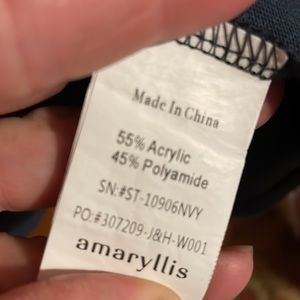 Made In China
55% Acrylic
45% Polyamide
SN:#ST-10906NVY
PO:#307209-J&H-W001
amaryllis